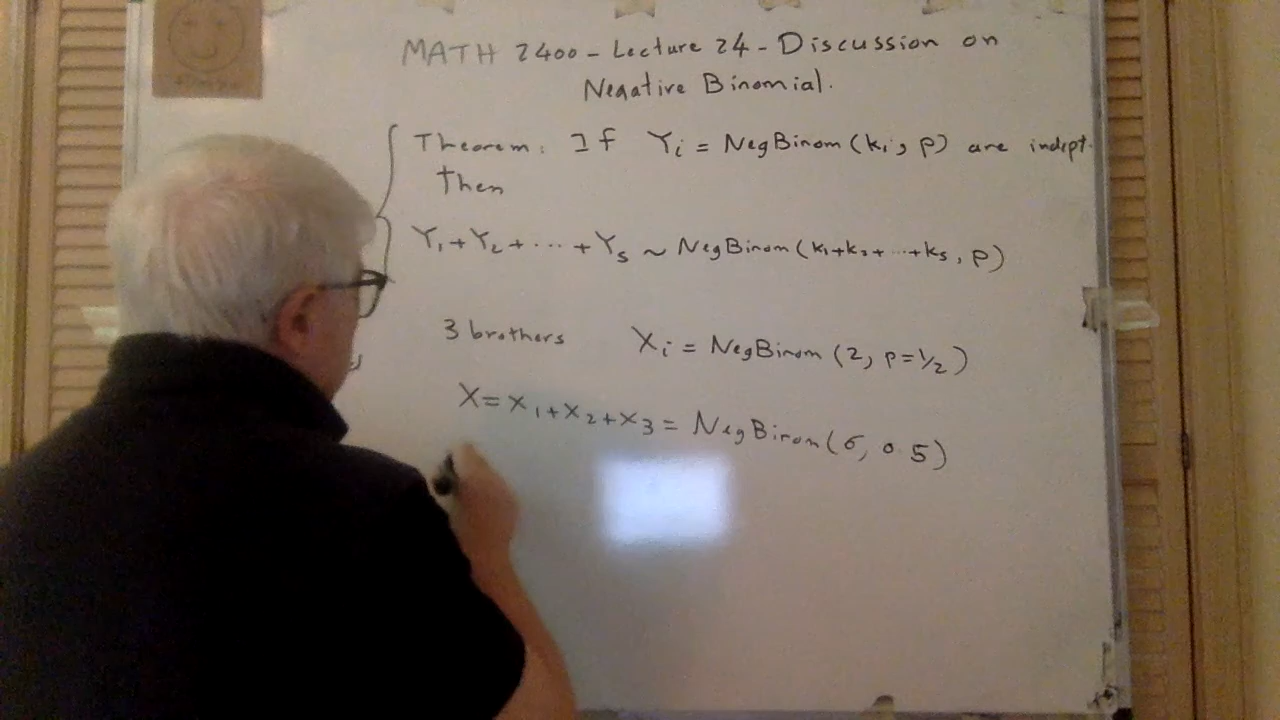 MATH 2400 - Lecture 24 - Discussion on
Negative Binomial.
Theorem: If Yi = NegBinom (ki, p) are indept.
then
Y1 + Y2 + ... + Ys ~ NegBinom (k1+k2+...+ks, p)
3 brothers Xi = NegBinom (2, p=1/2)
X = X1 + X2 + X3 = NegBinom (6, 0.5)